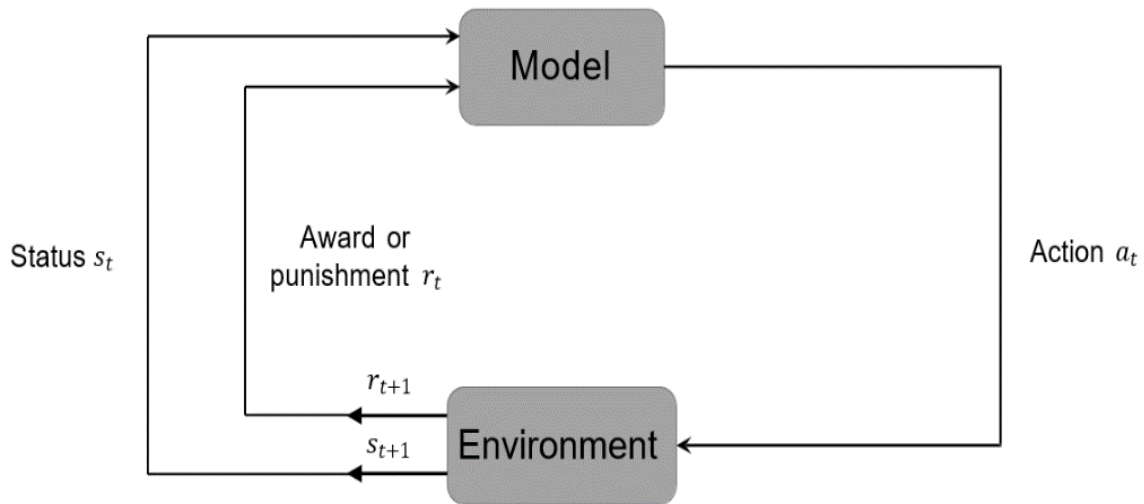 Model
Status s_t
Award or
punishment r_t
Action a_t
r_{t+1}
s_{t+1}
Environment